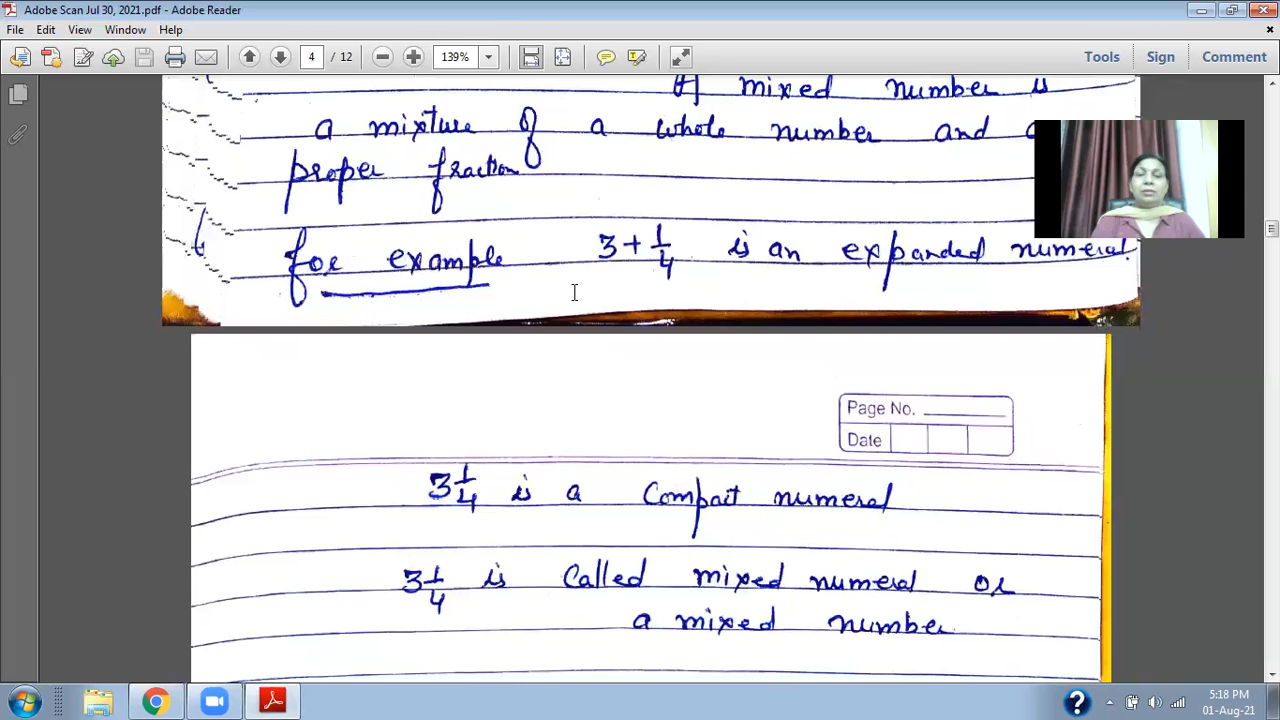 Adobe Scan Jul 30, 2021.pdf - Adobe Reader
File Edit View Window Help
4 / 12 139% Tools Sign Comment
A mixed number is
a mixture of a whole number and
proper fraction
for example 3 + 1/4 is an expanded numeral.
Page No.
Date
3 1/4 is a Compact numeral
3 1/4 is Called mixed numeral or
a mixed number
5:18 PM
01-Aug-21